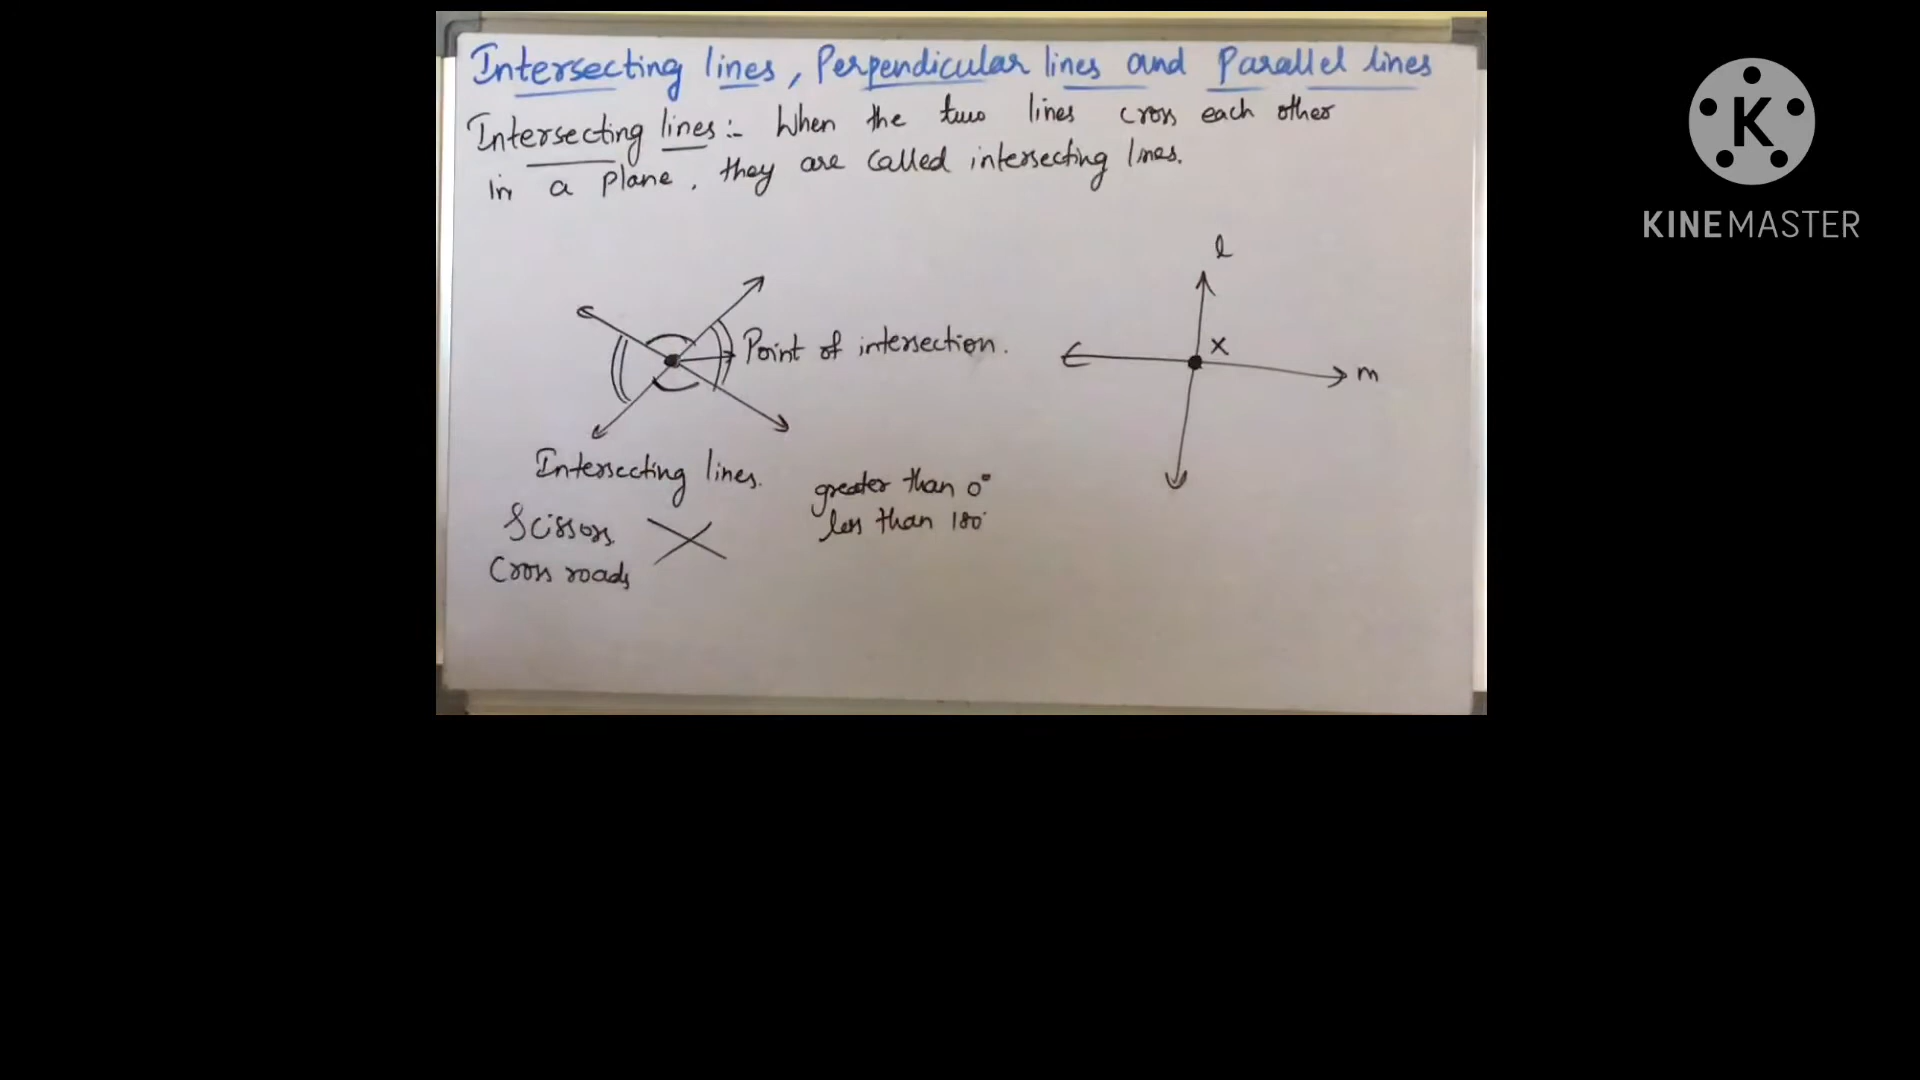 Intersecting lines, Perpendicular lines and Parallel lines
Intersecting lines :- When the two lines cross each other
in a plane, they are called intersecting lines.
l
Point of intersection.
X
m
Intersecting lines.
greater than 0°
less than 180°
Scissors
Cross roads
K
KINEMASTER